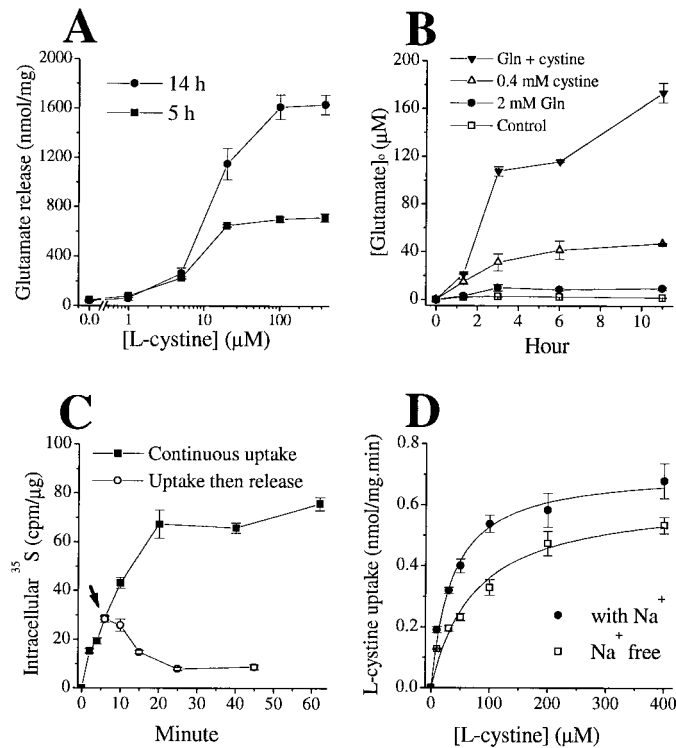 A
Glutamate release (nmol/mg)
2000
1600
1200
800
400
0
14 h
5 h
0.0 1 10 100
[L-cystine] (μM)
B
[Glutamate]o (μM)
200
160
120
80
40
0
Gln + cystine
0.4 mM cystine
2 mM Gln
Control
0 2 4 6 8 10
Hour
C
Intracellular 35S (cpm/μg)
100
80
60
40
20
0
Continuous uptake
Uptake then release
0 10 20 30 40 50 60
Minute
D
L-cystine uptake (nmol/mg.min)
0.8
0.6
0.4
0.2
0.0
with Na+
Na+ free
0 100 200 300 400
[L-cystine] (μM)